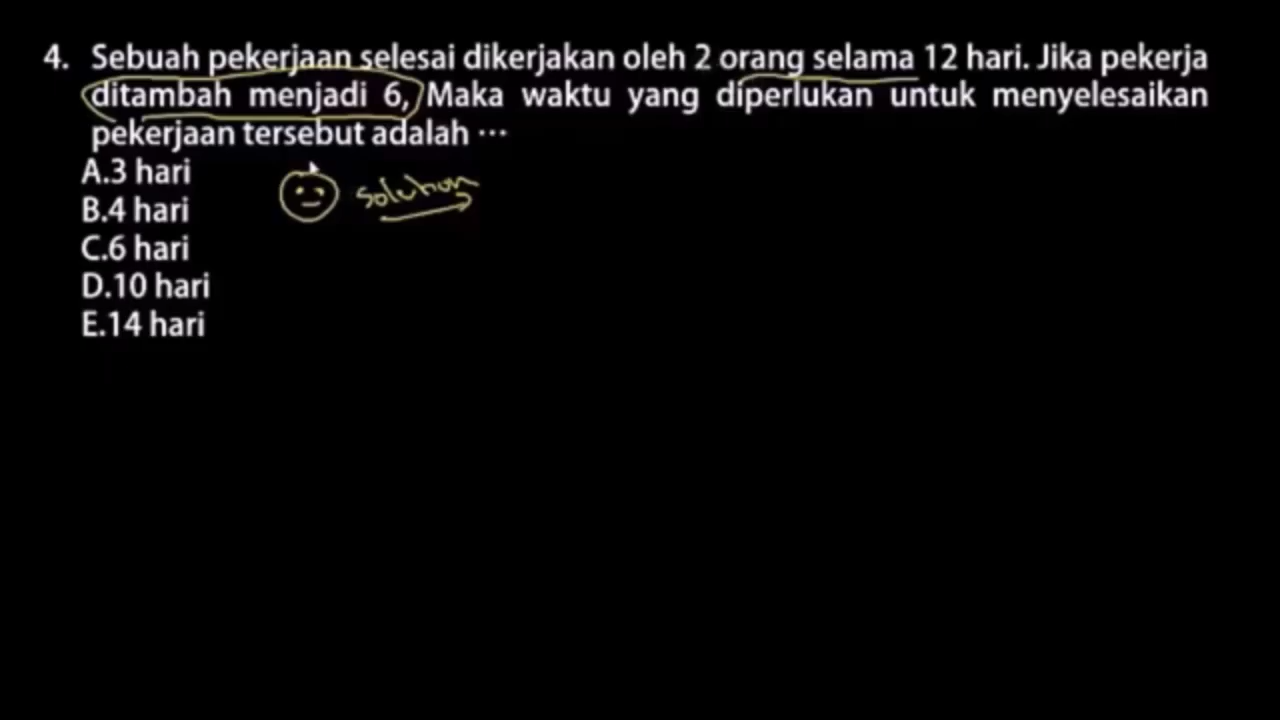 4. Sebuah pekerjaan selesai dikerjakan oleh 2 orang selama 12 hari. Jika pekerja
ditambah menjadi 6, Maka waktu yang diperlukan untuk menyelesaikan
pekerjaan tersebut adalah ...
A.3 hari
solution
B.4 hari
C.6 hari
D.10 hari
E.14 hari